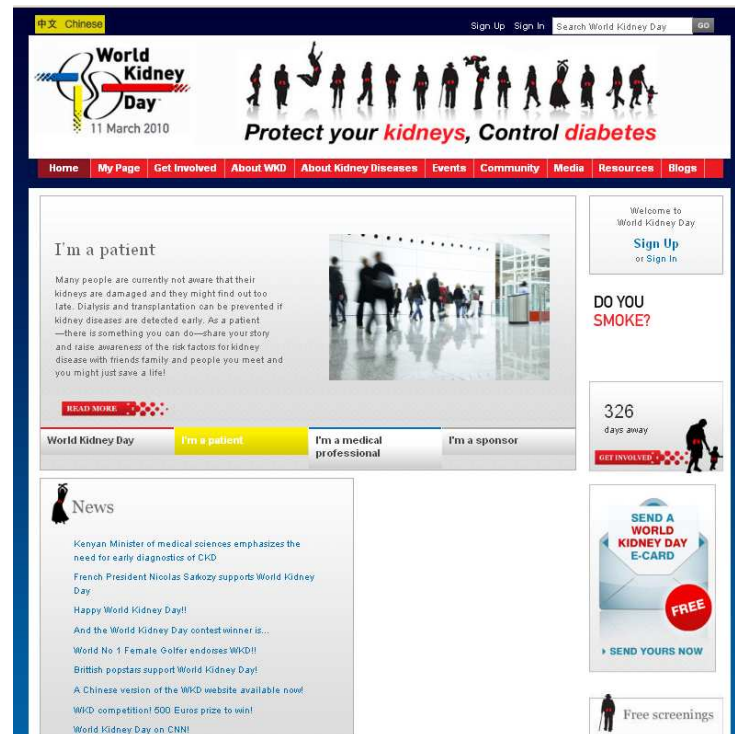 中文 Chinese
Sign Up Sign In Search World Kidney Day GO
World
Kidney
Day
11 March 2010
Protect your kidneys, Control diabetes
Home My Page Get Involved About WKD About Kidney Diseases Events Community Media Resources Blogs
I'm a patient
Many people are currently not aware that their
kidneys are damaged and they might find out too
late. Dialysis and transplantation can be prevented if
kidney diseases are detected early. As a patient
—there is something you can do—share your story
and raise awareness of the risk factors for kidney
disease with friends family and people you meet and
you might just save a life!
READ MORE
World Kidney Day
I'm a patient
I'm a medical
professional
I'm a sponsor
Welcome to
World Kidney Day
Sign Up
or Sign In
DO YOU
SMOKE?
326
days away
GET INVOLVED
News
Kenyan Minister of medical sciences emphasizes the
need for early diagnostics of CKD
French President Nicolas Sarkozy supports World Kidney
Day
Happy World Kidney Day!!
And the World Kidney Day contest winner is...
World No 1 Female Golfer endorses WKD!!
Brittish popstars support World Kidney Day!
A Chinese version of the WKD website available now!
WKD competition! 500 Euros prize to win!
World Kidney Day on CNN!
SEND A
WORLD
KIDNEY DAY
E-CARD
FREE
SEND YOURS NOW
Free screenings